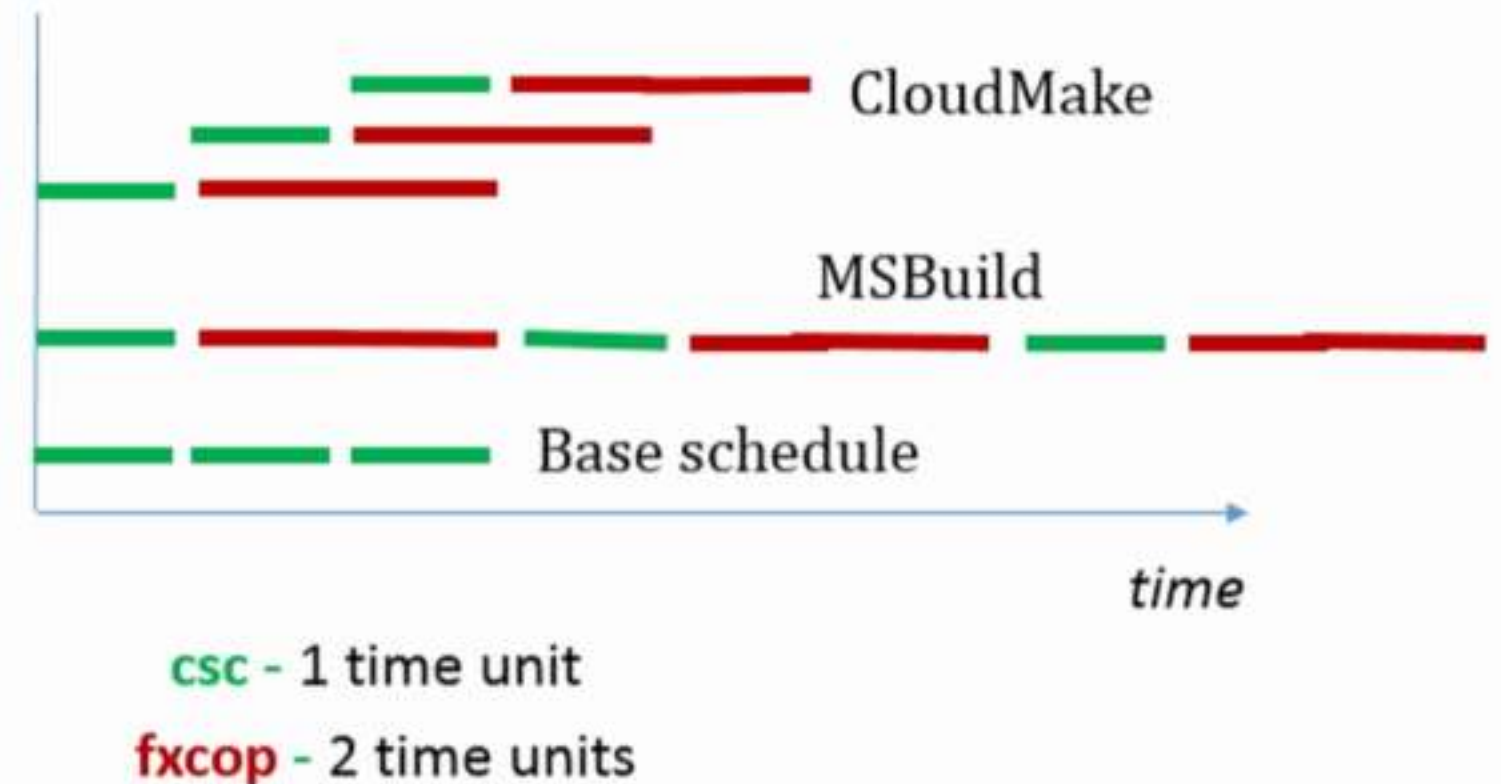 CloudMake
MSBuild
Base schedule
time
csc - 1 time unit
fxcop - 2 time units